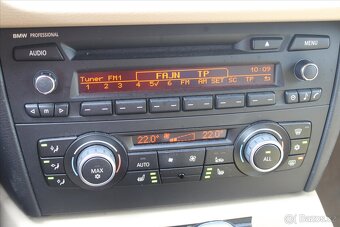 BMW PROFESSIONAL
AUDIO
MENU
Tuner FM1 FAJN TP 10:09
1 2 3 4 5/ 6 FM AM SET SC TP
22.0° 22.0°
MAX AUTO ALL